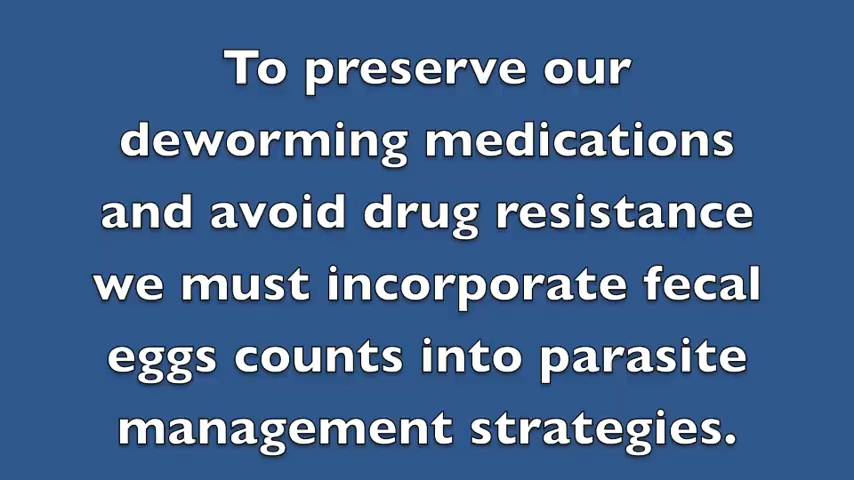 To preserve our
deworming medications
and avoid drug resistance
we must incorporate fecal
eggs counts into parasite
management strategies.